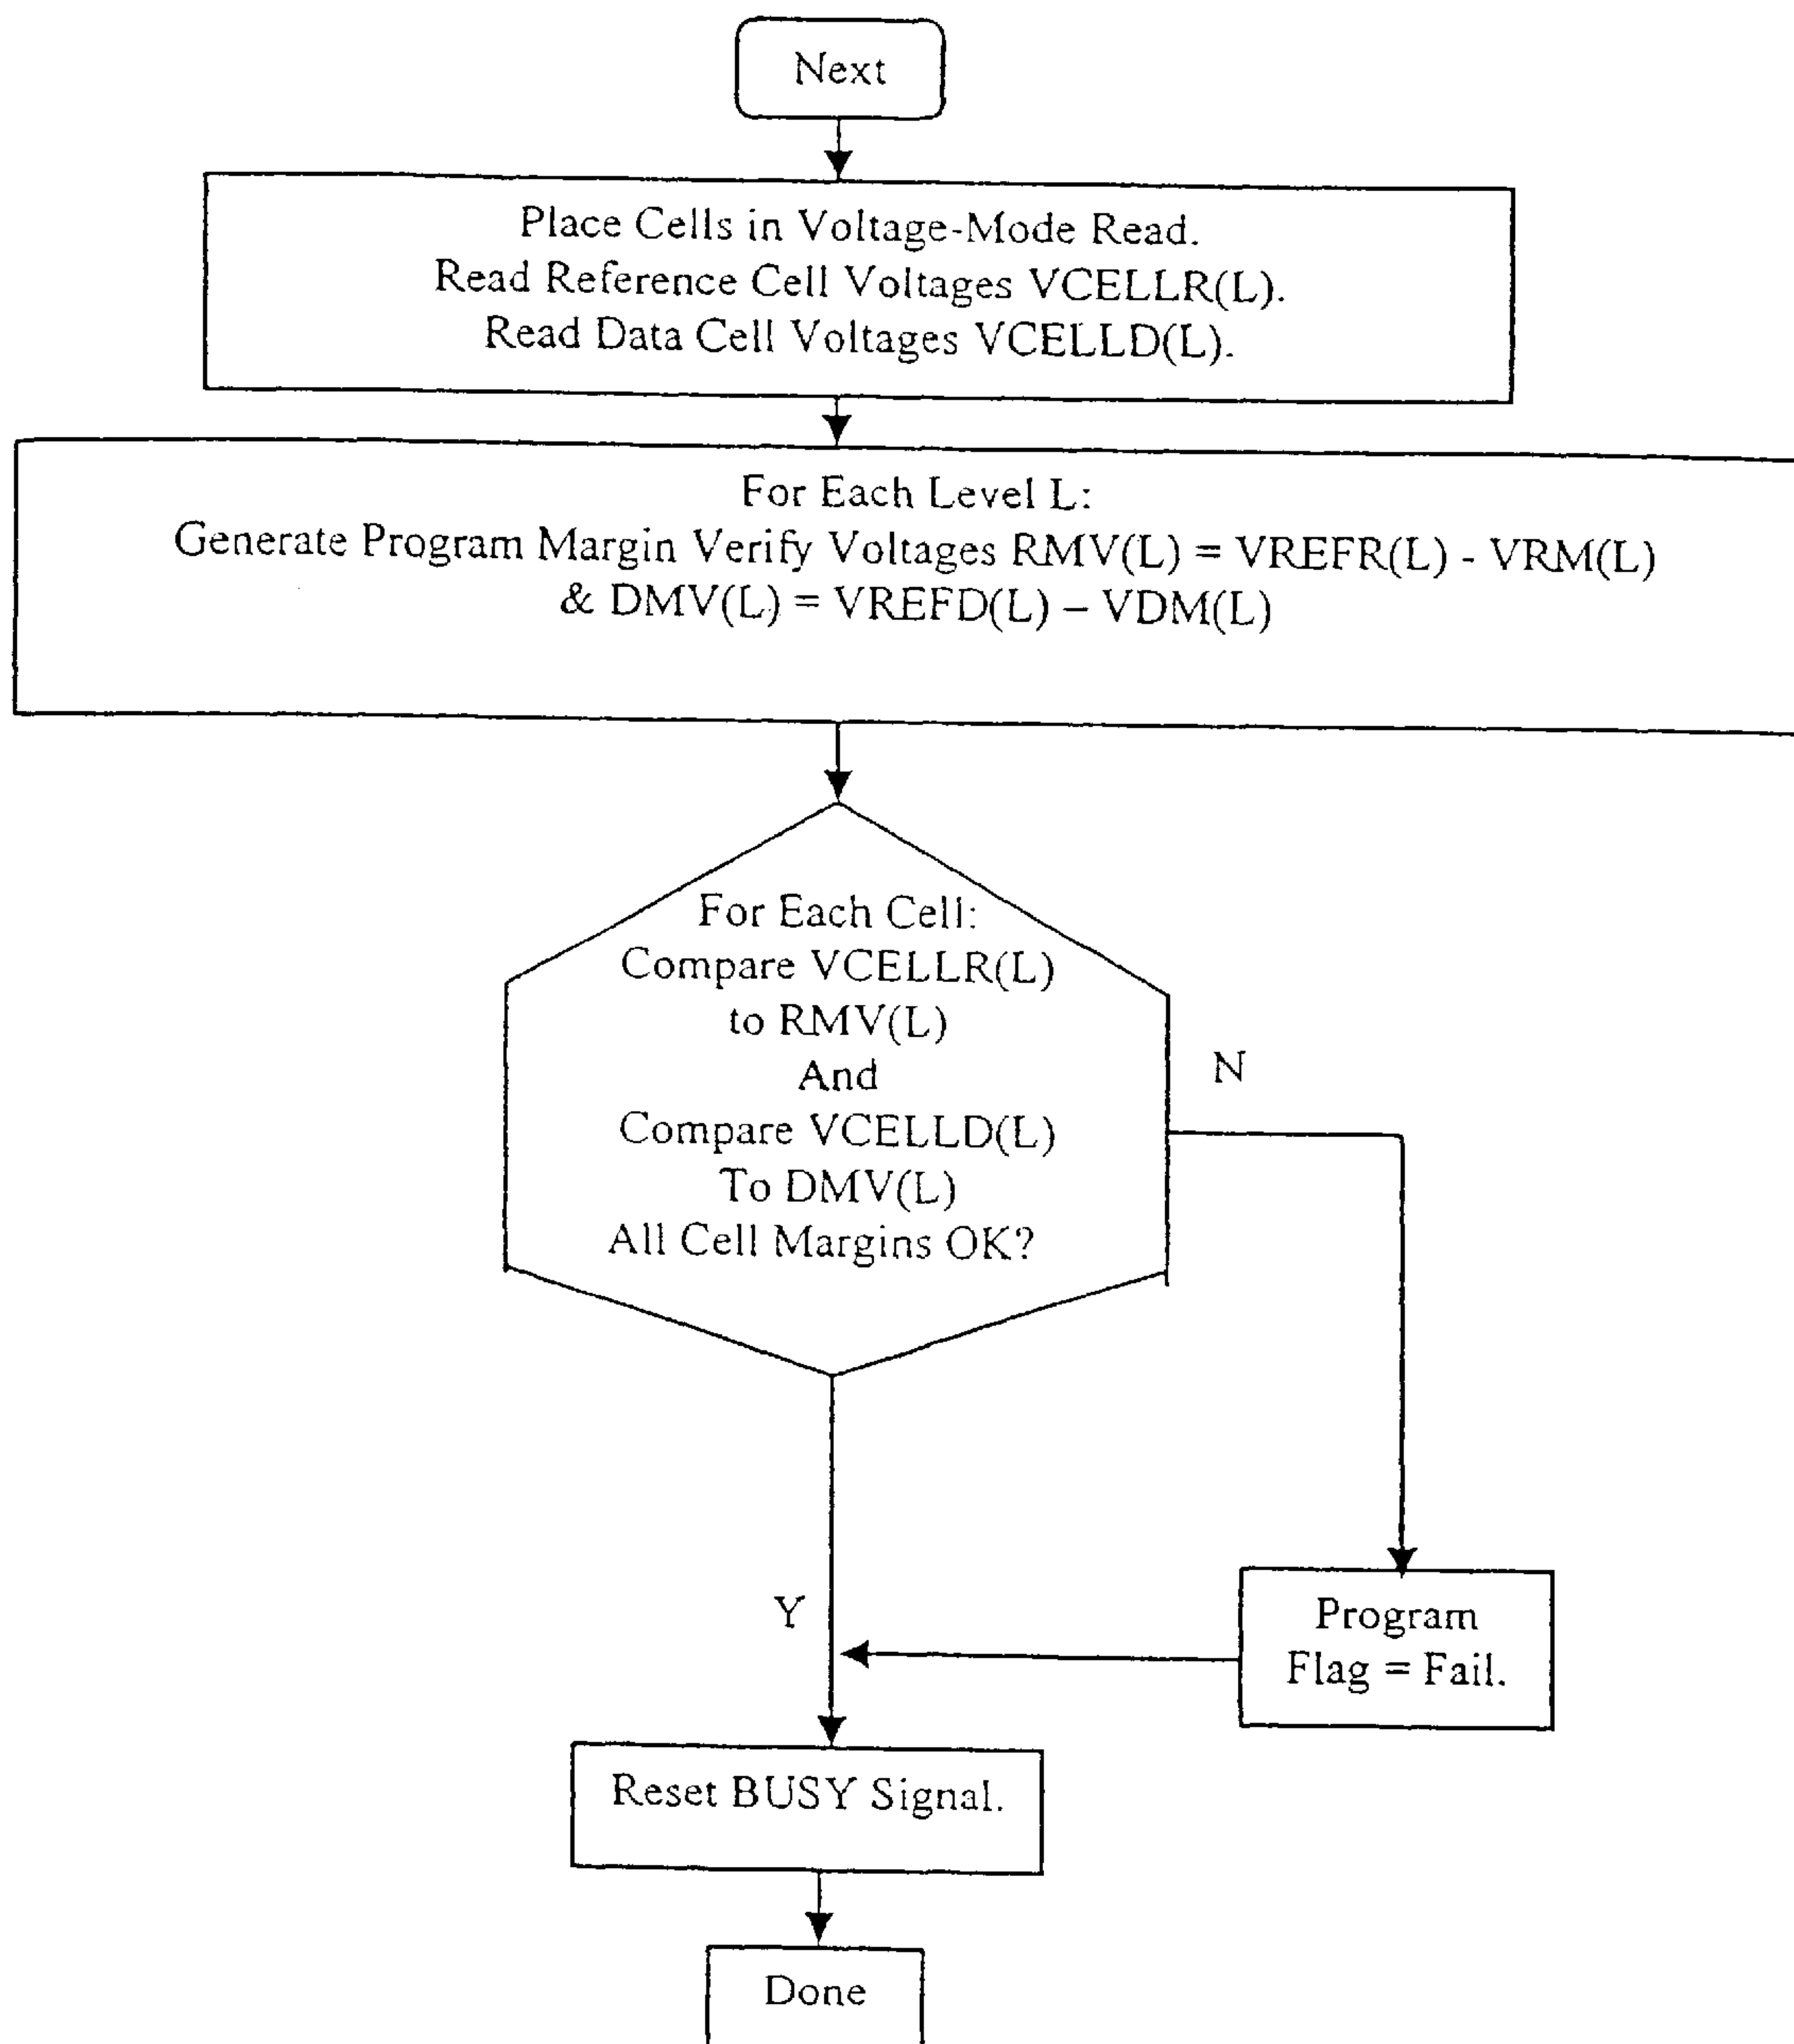 Next
Place Cells in Voltage-Mode Read.
Read Reference Cell Voltages VCELLR(L).
Read Data Cell Voltages VCELLD(L).
For Each Level L:
Generate Program Margin Verify Voltages RMV(L) = VREFR(L) - VRM(L)
& DMV(L) = VREFD(L) – VDM(L)
For Each Cell:
Compare VCELLR(L)
to RMV(L)
And
Compare VCELLD(L)
To DMV(L)
All Cell Margins OK?
N
Y
Program
Flag = Fail.
Reset BUSY Signal.
Done